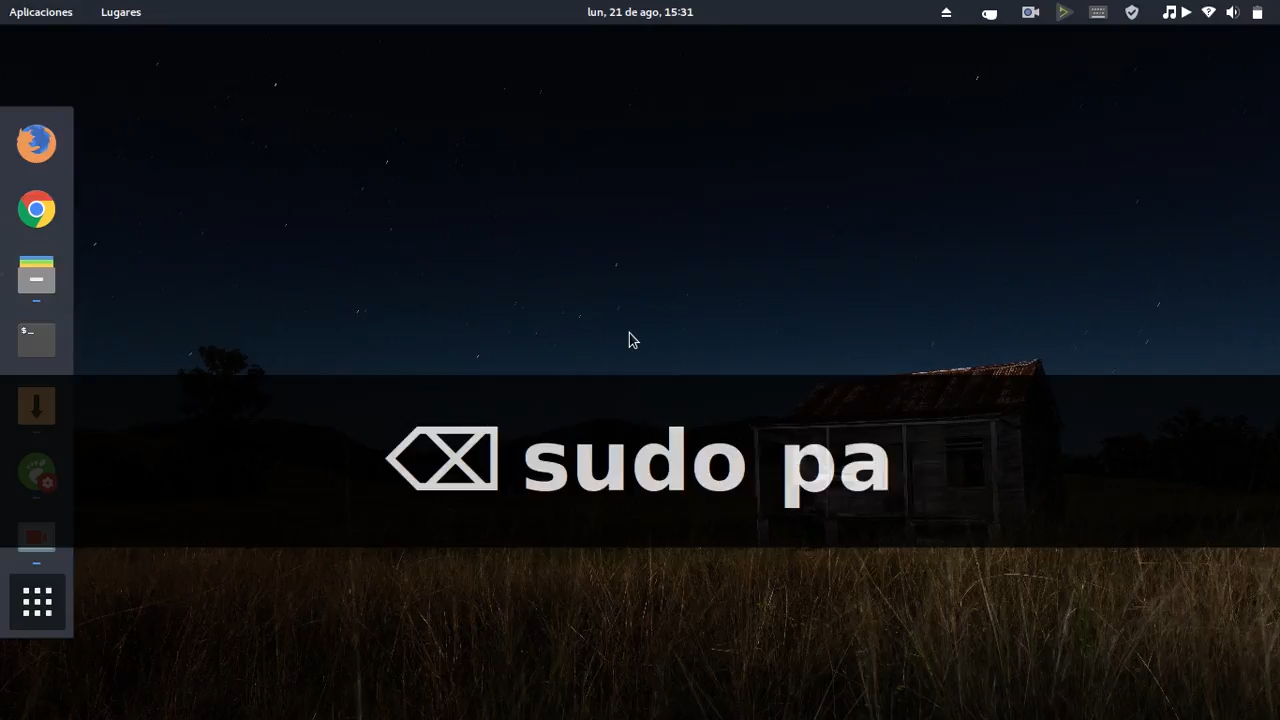 Aplicaciones Lugares lun, 21 de ago, 15:31
$_
⌫ sudo pa